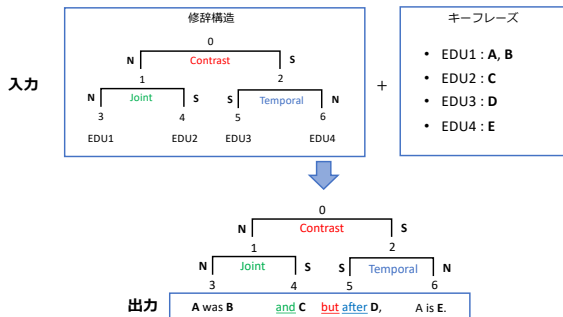 修辞構造
キーフレーズ
入力
0
N Contrast S
1 2
N Joint S S Temporal N
3 4 5 6
EDU1 EDU2 EDU3 EDU4
+
• EDU1 : A, B
• EDU2 : C
• EDU3 : D
• EDU4 : E
0
N Contrast S
1 2
N Joint S S Temporal N
3 4 5 6
出力
A was B and C but after D, A is E.